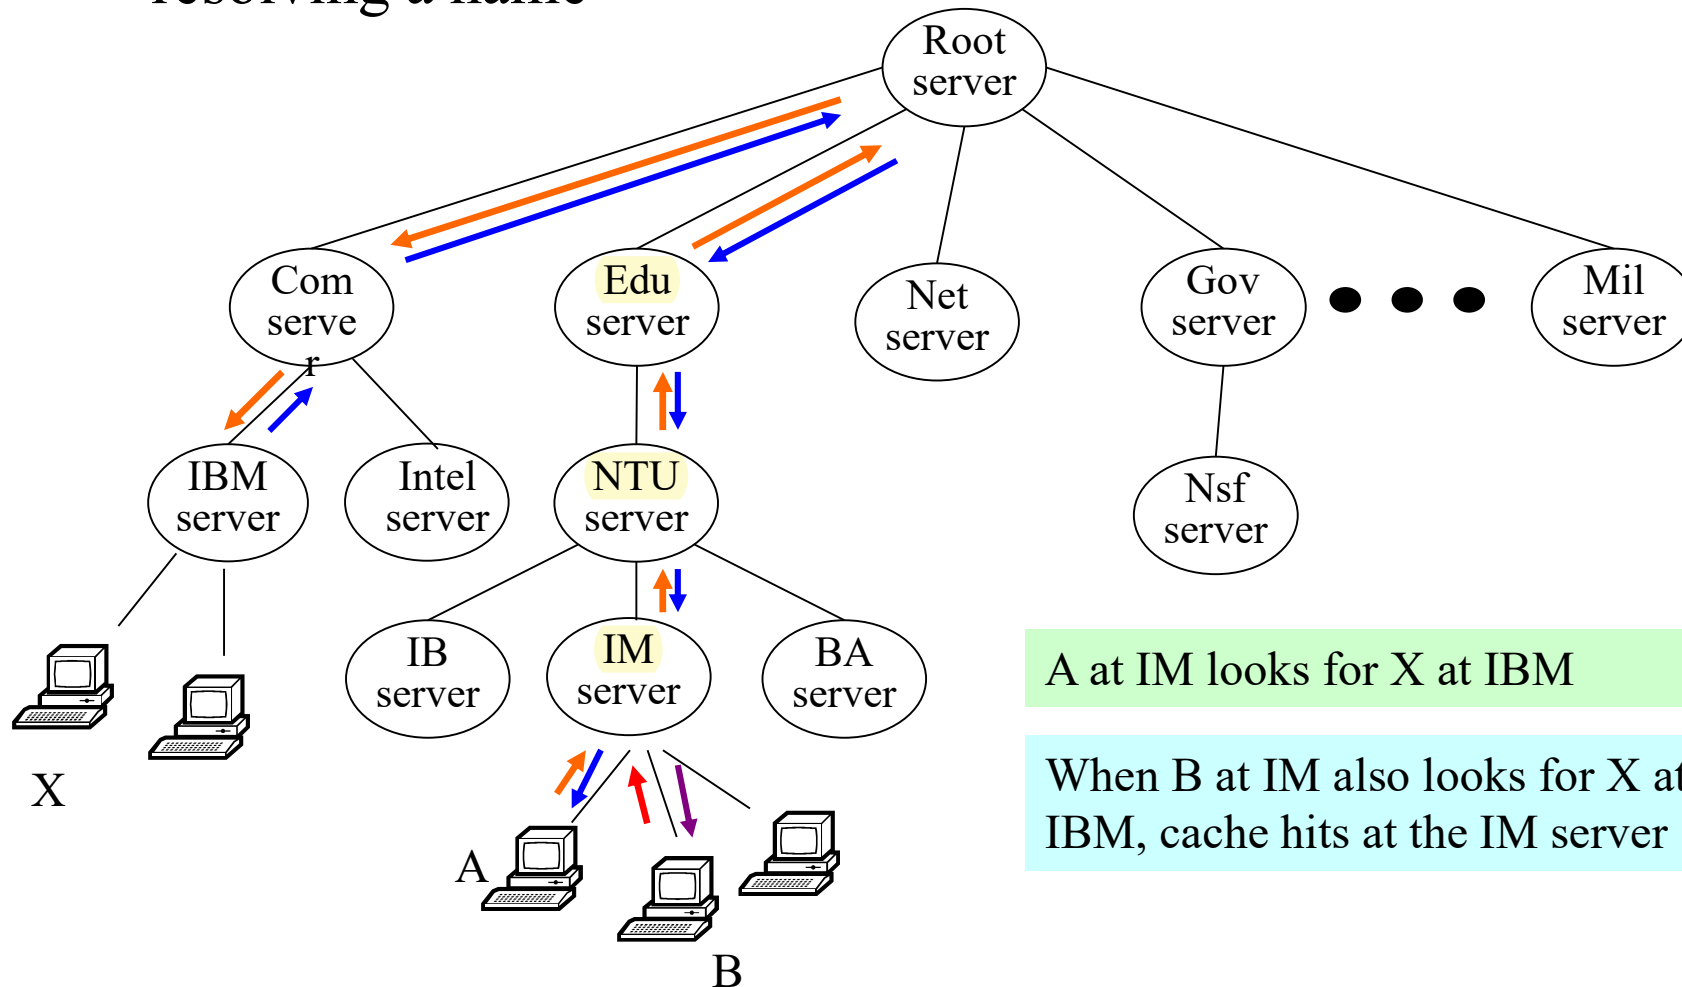 resolving a name
Root
server
Com
serve
r
Edu
server
Net
server
Gov
server
Mil
server
IBM
server
Intel
server
NTU
server
Nsf
server
IB
server
IM
server
BA
server
A at IM looks for X at IBM
When B at IM also looks for X at
IBM, cache hits at the IM server
X
A
B